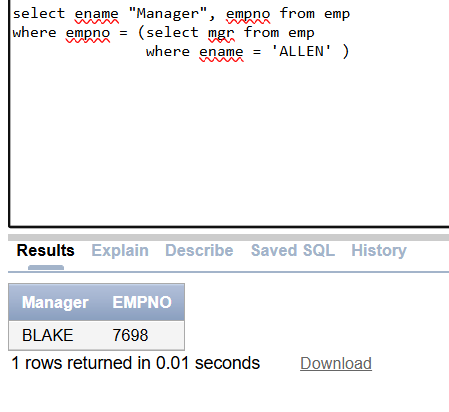 select ename "Manager", empno from emp
where empno = (select mgr from emp
where ename = 'ALLEN' )
Results Explain Describe Saved SQL History
Manager EMPNO
BLAKE 7698
1 rows returned in 0.01 seconds Download